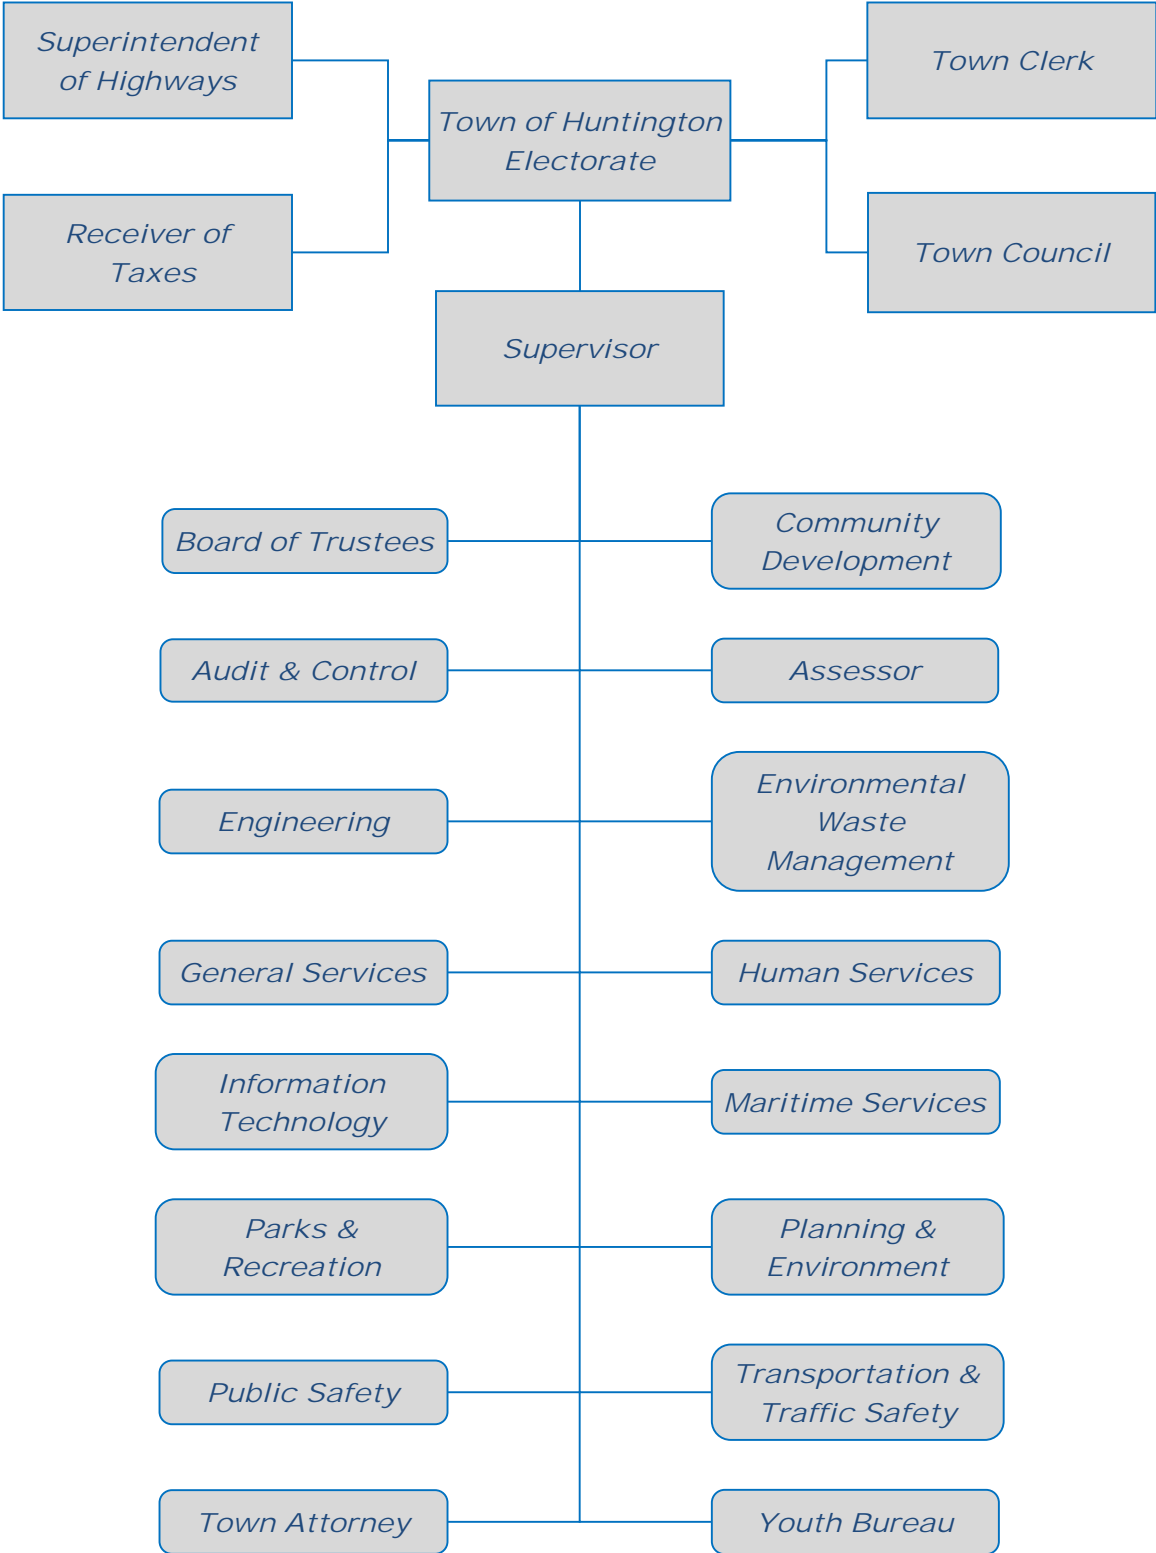 Superintendent
of Highways
Town Clerk
Town of Huntington
Electorate
Receiver of
Taxes
Town Council
Supervisor
Board of Trustees
Community
Development
Audit & Control
Assessor
Engineering
Environmental
Waste
Management
General Services
Human Services
Information
Technology
Maritime Services
Parks &
Recreation
Planning &
Environment
Public Safety
Transportation &
Traffic Safety
Town Attorney
Youth Bureau